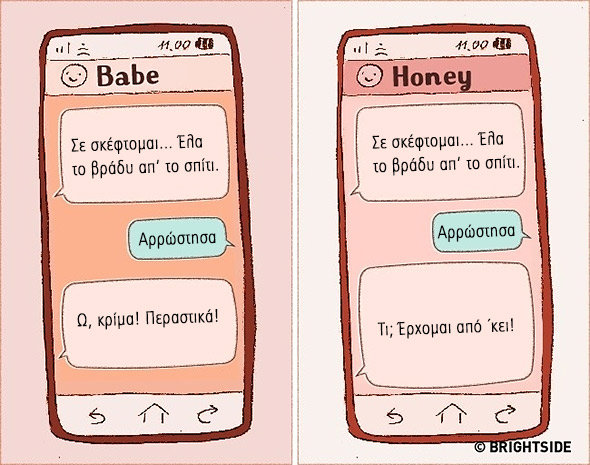 11.00
Babe
Σε σκέφτομαι... Έλα
το βράδυ απ' το σπίτι.
Αρρώστησα
Ω, κρίμα! Περαστικά!
11.00
Honey
Σε σκέφτομαι... Έλα
το βράδυ απ' το σπίτι.
Αρρώστησα
Τι; Έρχομαι από ΄κει!
© BRIGHTSIDE